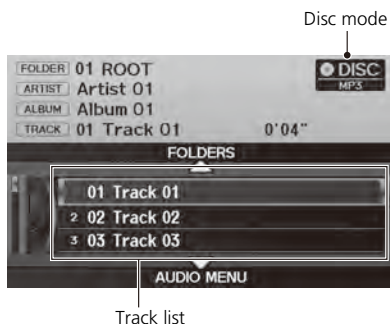 Disc mode
FOLDER 01 ROOT
DISC
MP3
ARTIST Artist 01
ALBUM Album 01
TRACK 01 Track 01 0'04"
FOLDERS
01 Track 01
2 02 Track 02
3 03 Track 03
AUDIO MENU
Track list